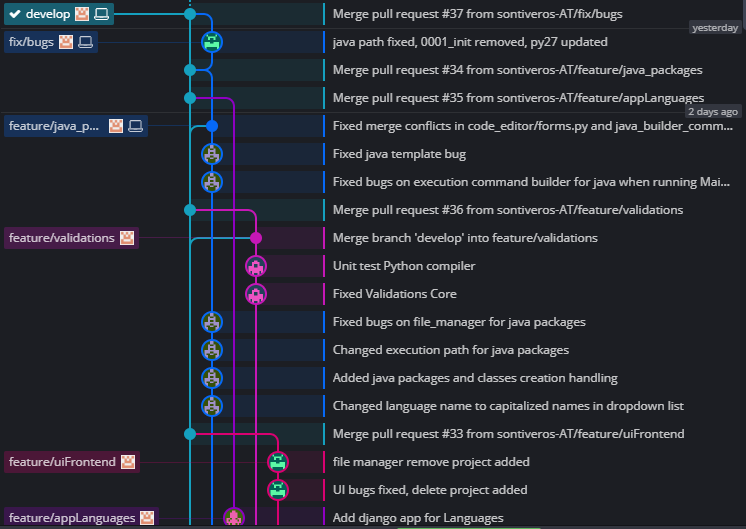 develop Merge pull request #37 from sontiveros-AT/fix/bugs
yesterday
fix/bugs java path fixed, 0001_init removed, py27 updated
Merge pull request #34 from sontiveros-AT/feature/java_packages
Merge pull request #35 from sontiveros-AT/feature/appLanguages
2 days ago
feature/java_p... Fixed merge conflicts in code_editor/forms.py and java_builder_comm...
Fixed java template bug
Fixed bugs on execution command builder for java when running Mai...
Merge pull request #36 from sontiveros-AT/feature/validations
feature/validations Merge branch 'develop' into feature/validations
Unit test Python compiler
Fixed Validations Core
Fixed bugs on file_manager for java packages
Changed execution path for java packages
Added java packages and classes creation handling
Changed language name to capitalized names in dropdown list
Merge pull request #33 from sontiveros-AT/feature/uiFrontend
feature/uiFrontend file manager remove project added
UI bugs fixed, delete project added
feature/appLanguages Add django app for Languages